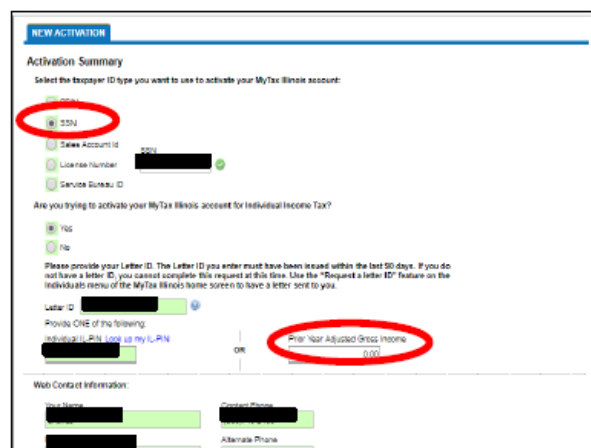 NEW ACTIVATION
Activation Summary
Select the taxpayer ID type you want to use to activate your MyTax Illinois account:
SSN
Sales Account Id
SSN
License Number
Service Bureau ID
Are you trying to activate your MyTax Illinois account for Individual Income Tax?
Yes
No
Please provide your Letter ID. The Letter ID you enter must have been issued within the last 90 days. If you do
not have a letter ID, you cannot complete this request at this time. Use the "Request a letter ID" feature on the
Individuals menu of the MyTax Illinois home screen to have a letter sent to you.
Letter ID
Provide ONE of the following:
Individual IL-PIN Look up my IL-PIN
OR
Prior Year Adjusted Gross Income
0.00
Web Contact Information:
Your Name
Contact Phone
Alternate Phone